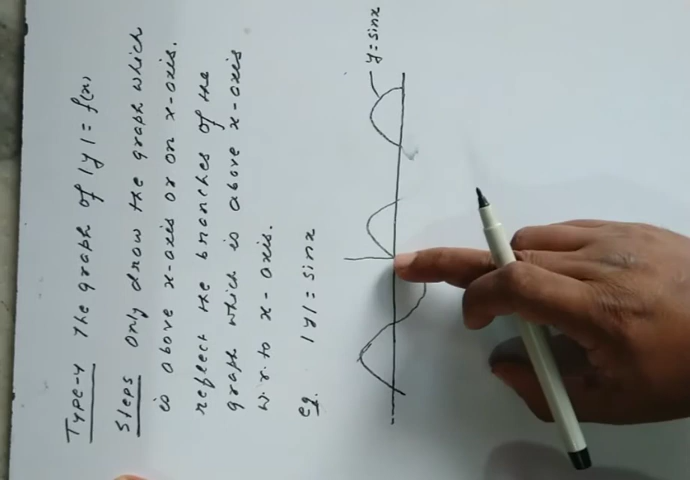 TYPE-4 The graph of |y| = f(x)
Steps only draw the graph which
is above x-axis or on x-axis.
reflect the branches of the
graph which is above x-axis
w.r.to x-axis.
eg. |y| = sinx
y = sinx